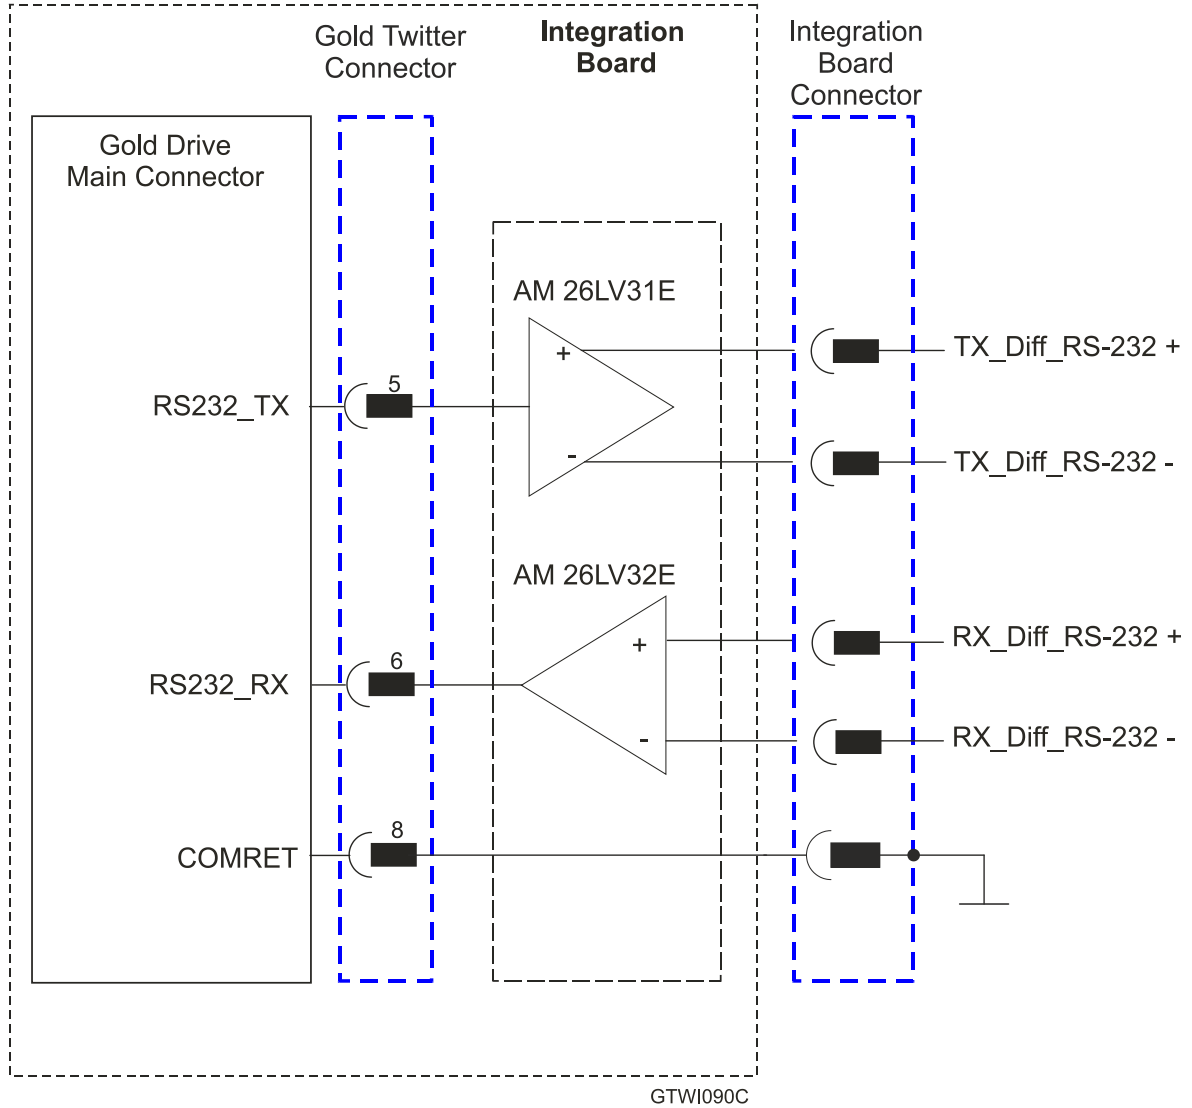 Gold Twitter
Connector
Integration
Board
Integration
Board
Connector
Gold Drive
Main Connector
AM 26LV31E
+
-
TX_Diff_RS-232 +
RS232_TX
5
TX_Diff_RS-232 -
AM 26LV32E
+
-
RX_Diff_RS-232 +
RS232_RX
6
RX_Diff_RS-232 -
COMRET
8
GTWI090C